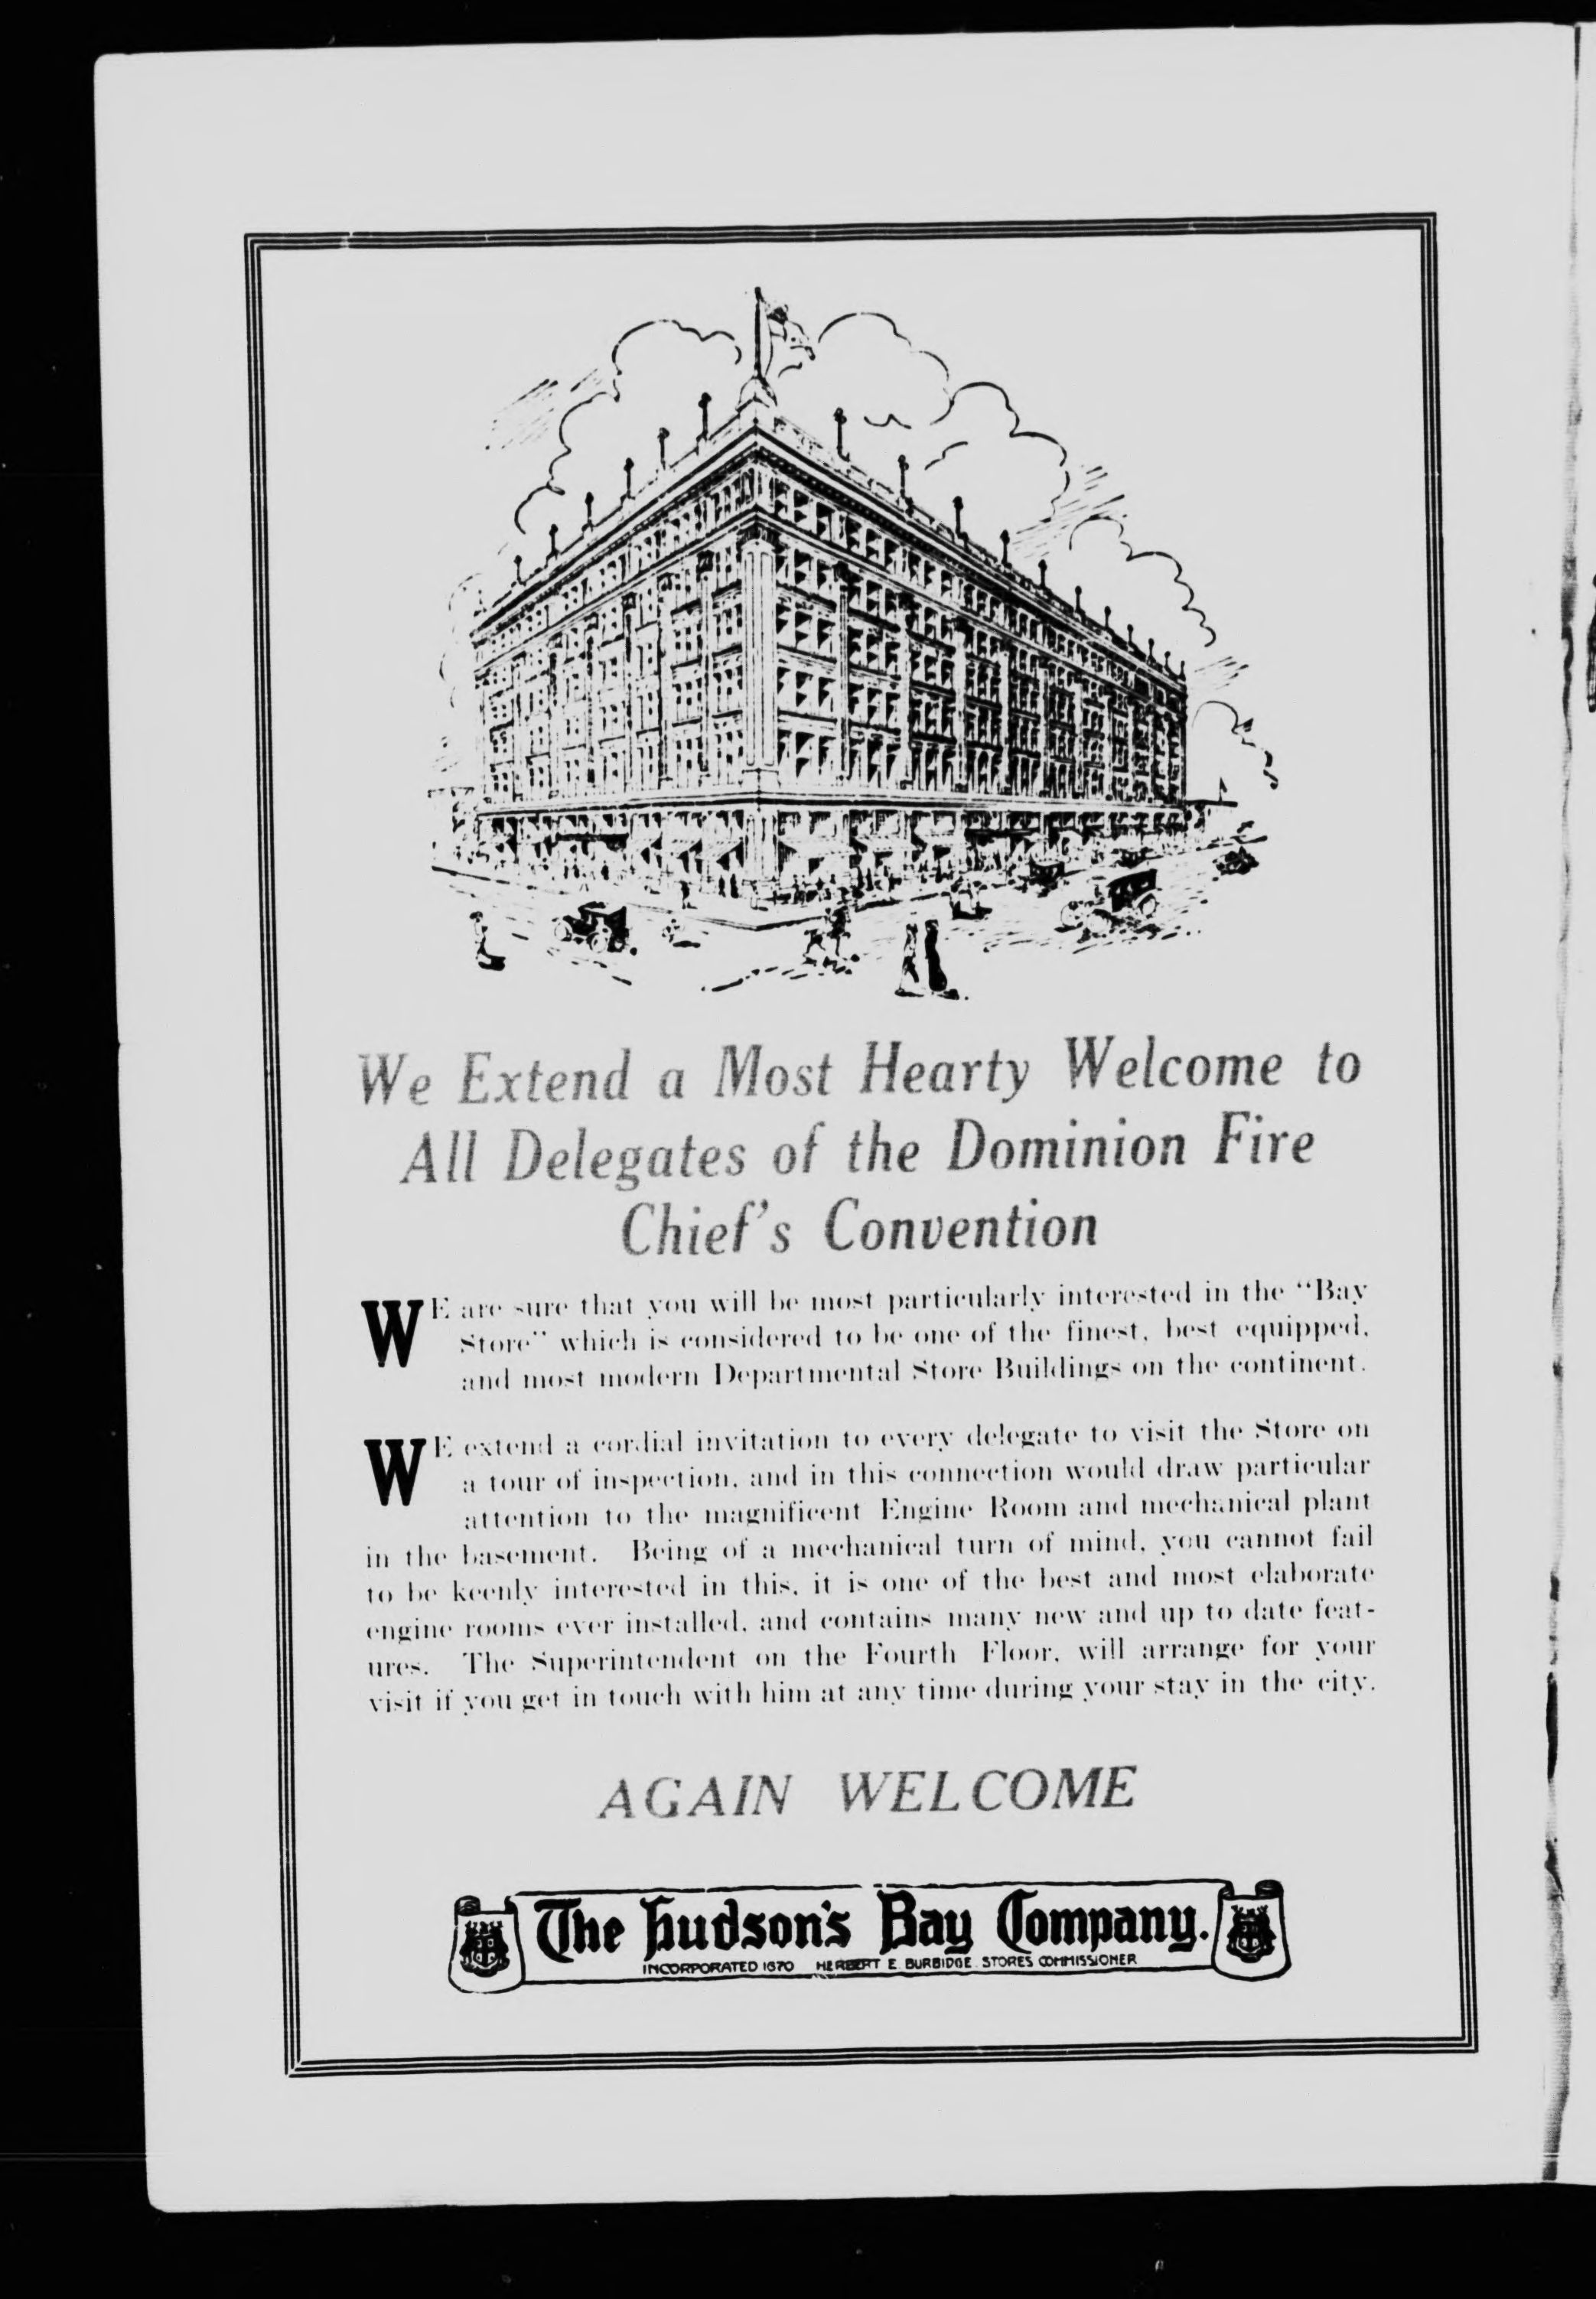 We Extend a Most Hearty Welcome to
All Delegates of the Dominion Fire
Chief's Convention
WE are sure that you will be most particularly interested in the "Bay
Store" which is considered to be one of the finest, best equipped,
and most modern Departmental Store Buildings on the continent.
WE extend a cordial invitation to every delegate to visit the Store on
a tour of inspection, and in this connection would draw particular
attention to the magnificent Engine Room and mechanical plant
in the basement. Being of a mechanical turn of mind, you cannot fail
to be keenly interested in this, it is one of the best and most elaborate
engine rooms ever installed, and contains many new and up to date feat-
ures. The Superintendent on the Fourth Floor, will arrange for your
visit if you get in touch with him at any time during your stay in the city.
AGAIN WELCOME
The Hudson's Bay Company.
INCORPORATED 1670 HERBERT E. BURBIDGE. STORES COMMISSIONER